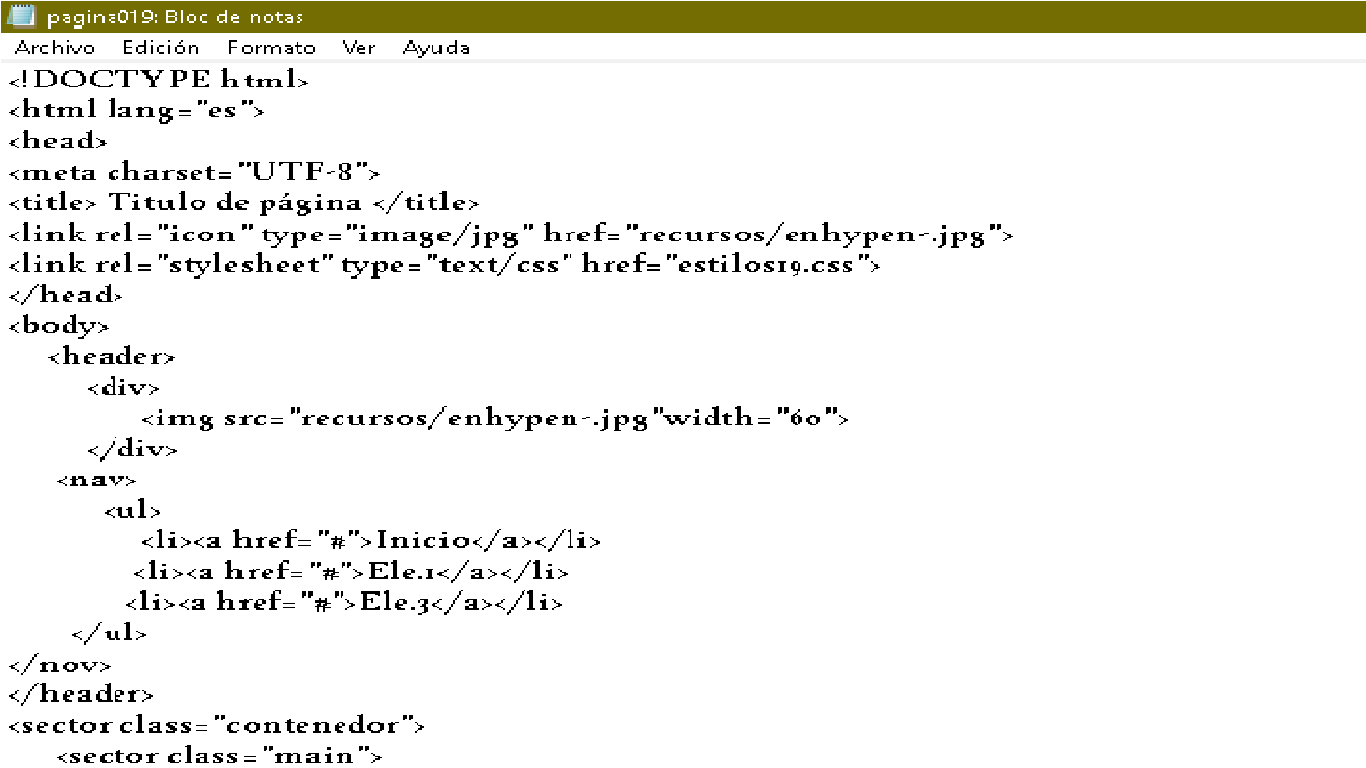 pagina019: Bloc de notas
Archivo Edición Formato Ver Ayuda
<!DOCTYPE html>
<html lang="es">
<head>
<meta charset="UTF-8">
<title> Titulo de página </title>
<link rel="icon" type="image/jpg" href="recursos/enhypen-.jpg">
<link rel="stylesheet" type="text/css" href="estilos19.css">
</head>
<body>
<header>
<div>
<img src="recursos/enhypen-.jpg"width="60">
</div>
<nav>
<ul>
<li><a href="#">Inicio</a></li>
<li><a href="#">Ele.1</a></li>
<li><a href="#">Ele.3</a></li>
</ul>
</nov>
</header>
<sector class="contenedor">
<sector class="main">